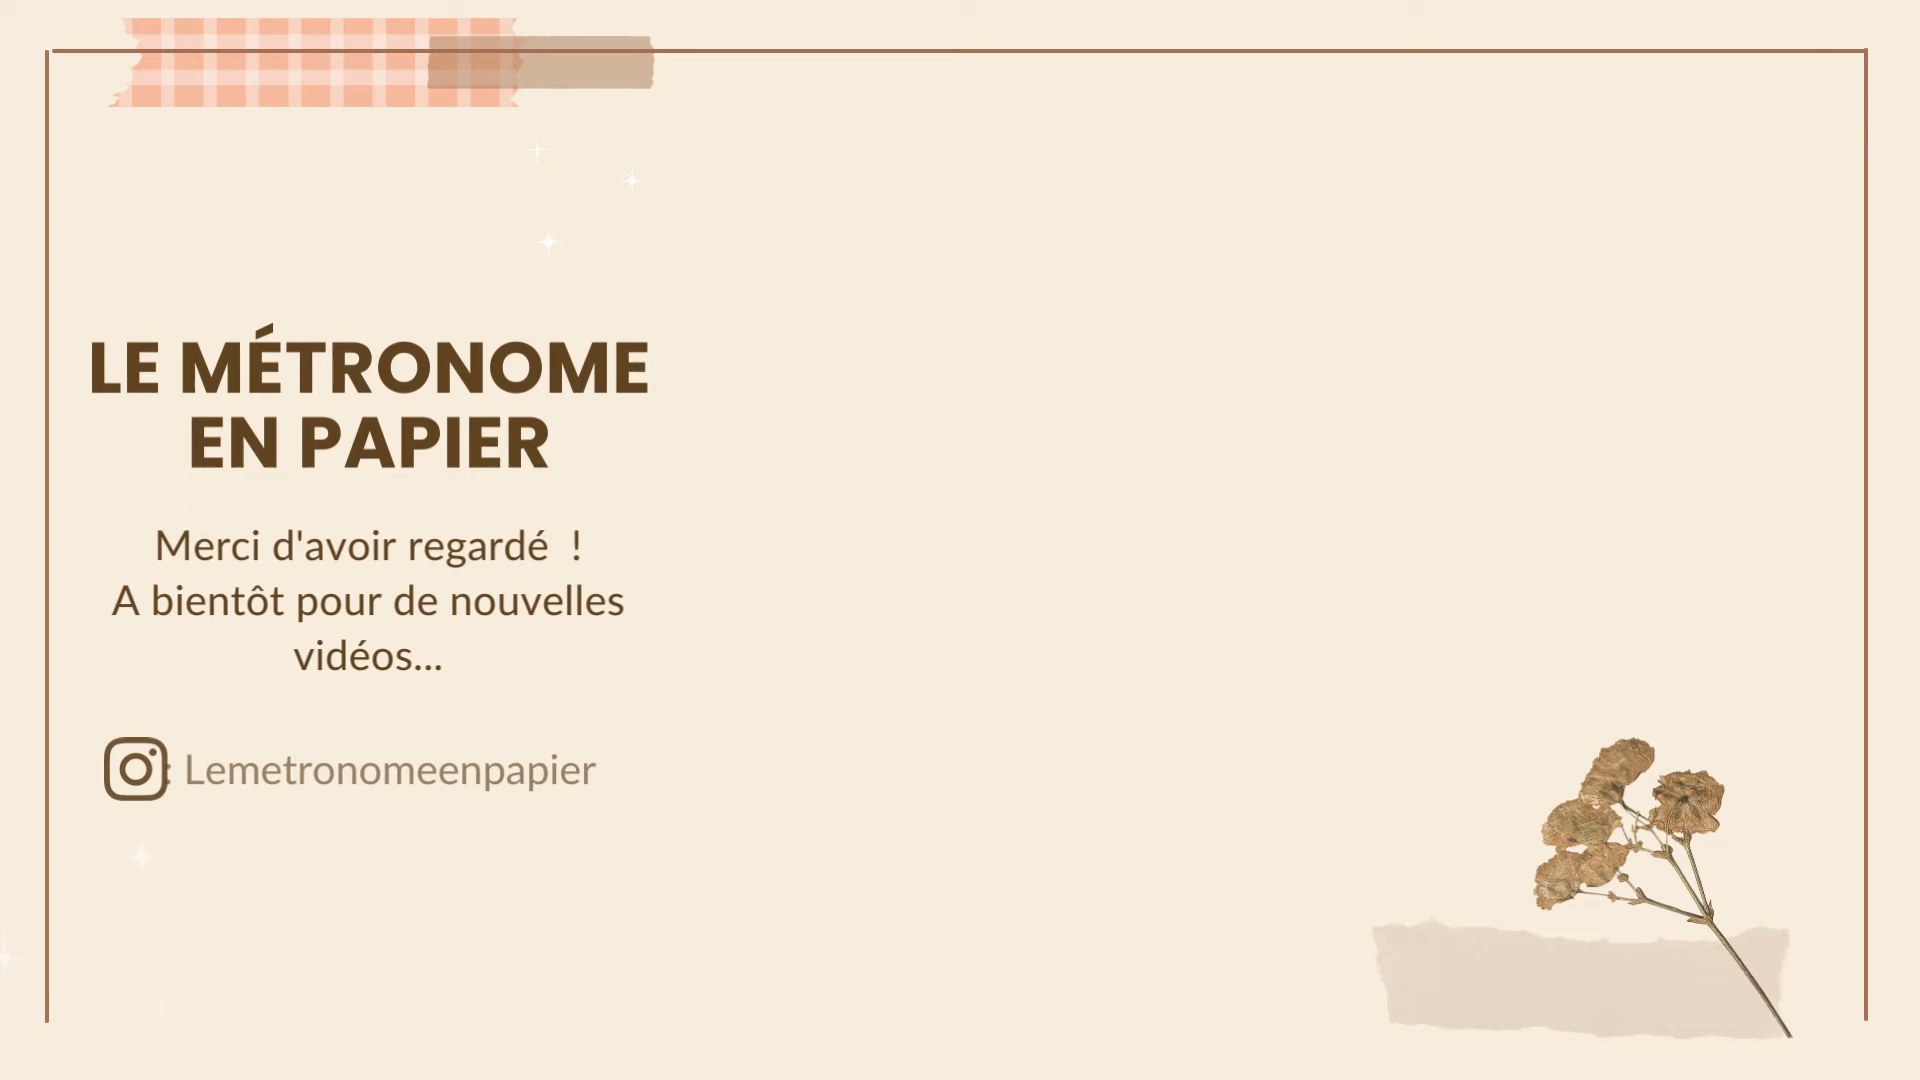 LE MÉTRONOME
EN PAPIER
Merci d'avoir regardé  !
A bientôt pour de nouvelles
vidéos...
: Lemetronomeenpapier